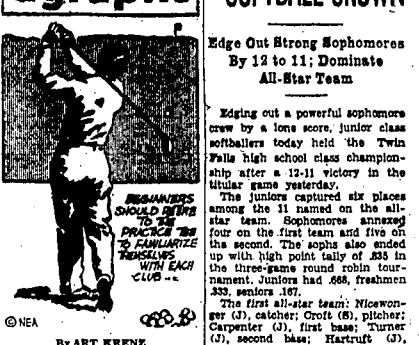 BEGINNERS
SHOULD RETIRE
TO THE
PRACTICE TEE
TO FAMILIARIZE
THEMSELVES
WITH EACH
CLUB...
© NEA
By ART KRENZ
SOFTBALL CROWN
Edge Out Strong Sophomores
By 12 to 11; Dominate
All-Star Team
Edging out a powerful sophomore
crew by a lone score, junior class
softballers today held the Twin
Falls high school class champion-
ship after a 12-11 victory in the
titular game yesterday.
The juniors captured six places
among the 11 named on the all-
star team. Sophomores annexed
four on the first team and five on
the second. The sophs also ended
up with high point tally of .835 in
the three-game round robin tour-
nament. Juniors had .668, freshmen
.333, seniors .167.
The first all-star team: Nicewon-
ger (J), catcher; Croft (S), pitcher;
Carpenter (J), first base; Turner
(J), second base; Hartruft (J),